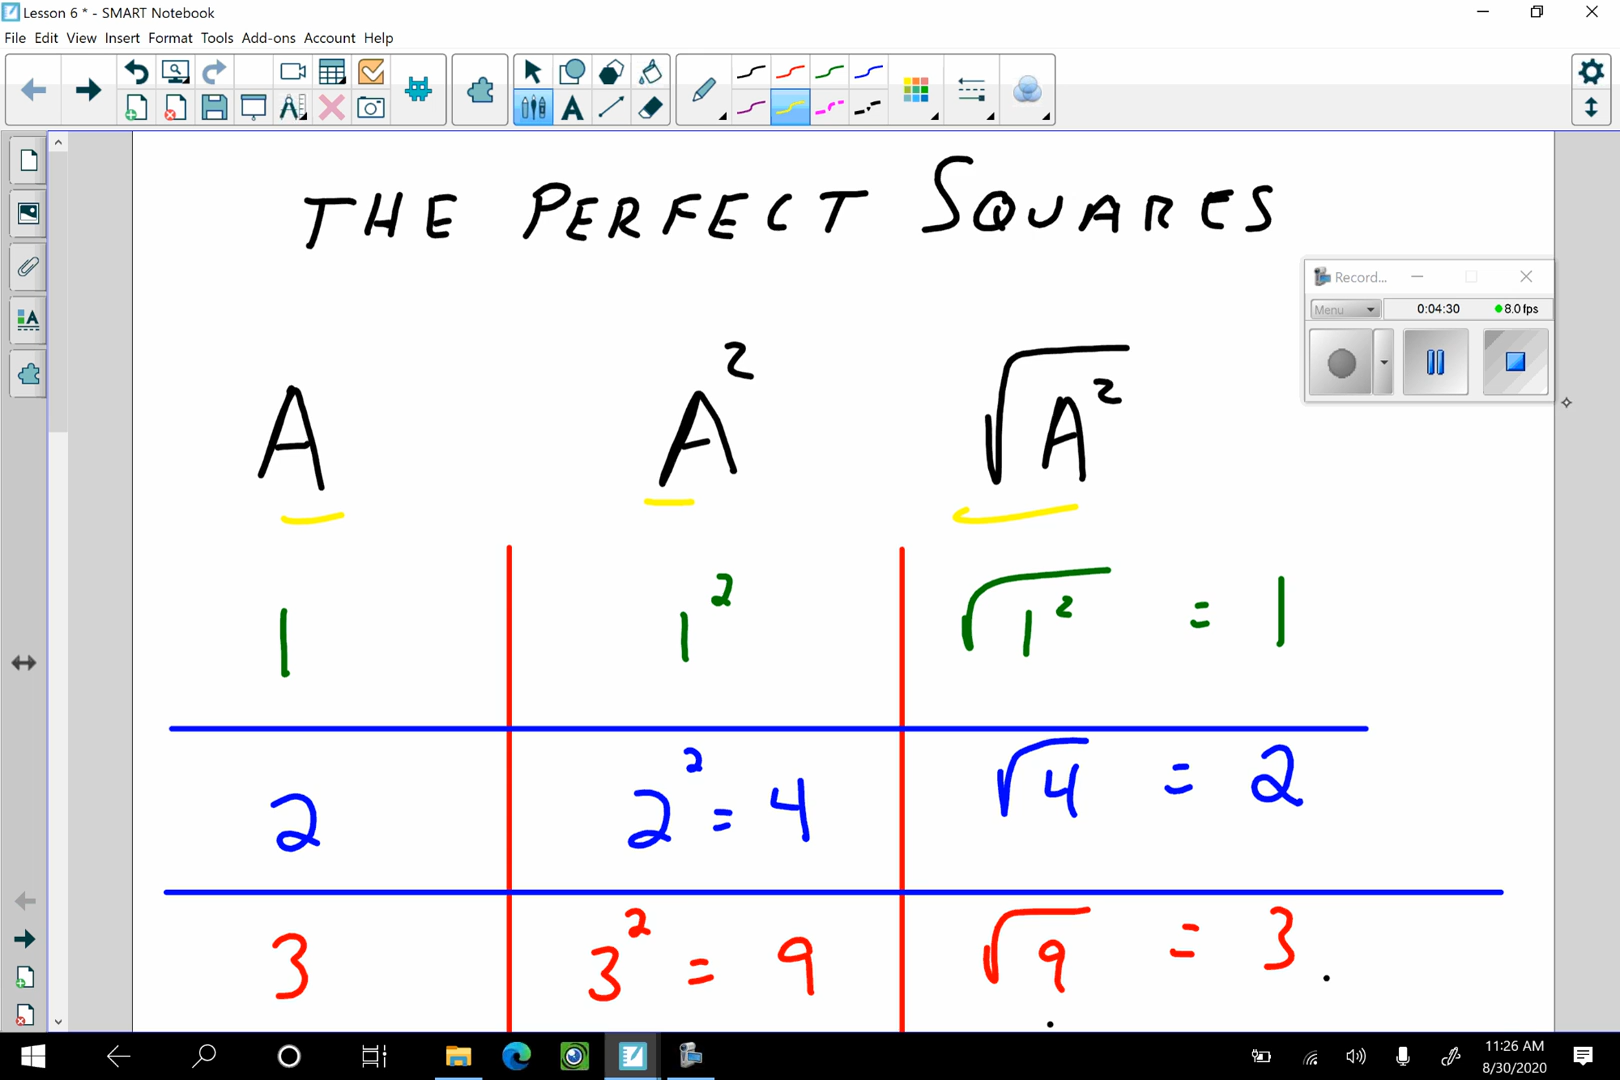 Lesson 6 * - SMART Notebook
File Edit View Insert Format Tools Add-ons Account Help
THE PERFECT SQUARES
Record...
Menu 0:04:30 8.0 fps
A A² √A²
1 1² √1² = 1
2 2² = 4 √4 = 2
3 3² = 9 √9 = 3
11:26 AM
8/30/2020